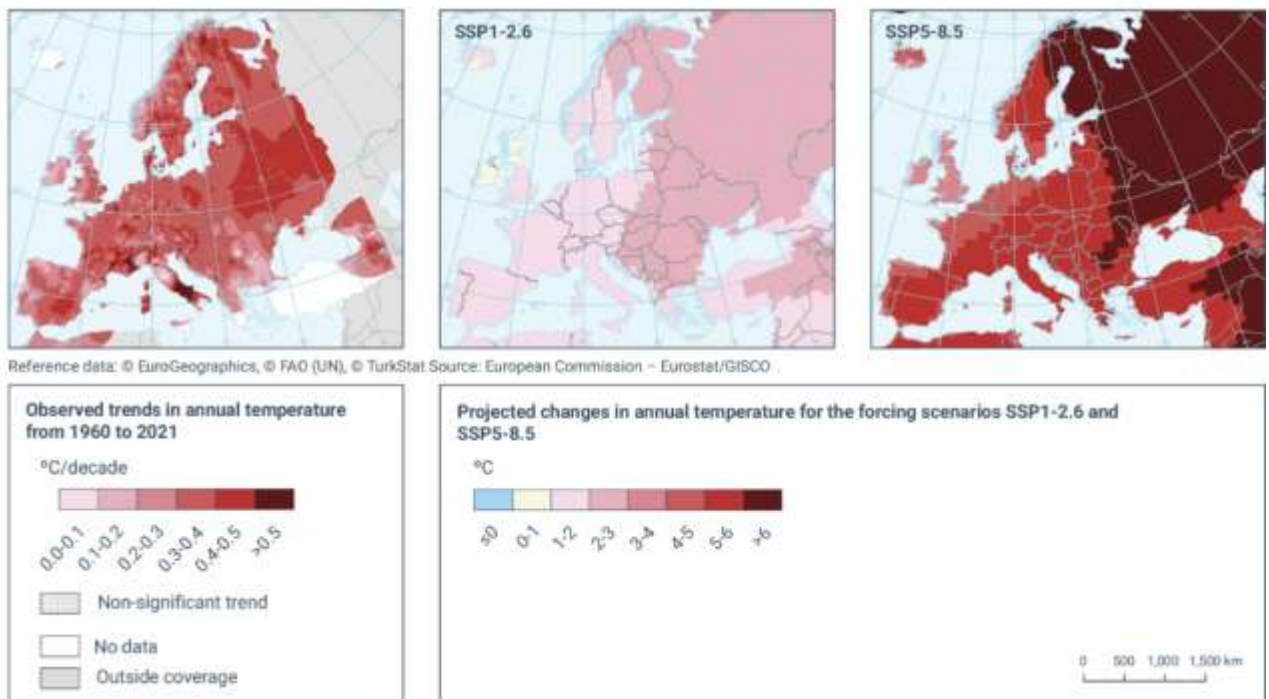 SSP1-2.6
SSP5-8.5
Reference data: © EuroGeographics, © FAO (UN), © TurkStat Source: European Commission – Eurostat/GISCO
Observed trends in annual temperature
from 1960 to 2021
ºC/decade
0.0-0.1
0.1-0.2
0.2-0.3
0.3-0.4
0.4-0.5
>0.5
Non-significant trend
No data
Outside coverage
Projected changes in annual temperature for the forcing scenarios SSP1-2.6 and
SSP5-8.5
ºC
≤0
0-1
1-2
2-3
3-4
4-5
5-6
>6
0 500 1,000 1,500 km